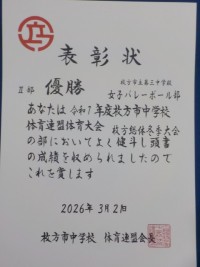 表彰状
枚方市立第三中学校
Ⅱ部 優勝 女子バレーボール部
あなたは令和7年度枚方市中学校
体育連盟体育大会 枚方総体冬季大会
の部においてよく健斗し頭書
の成績を収められましたので
これを賞します
2026年3月2日
枚方市中学校 体育連盟会長